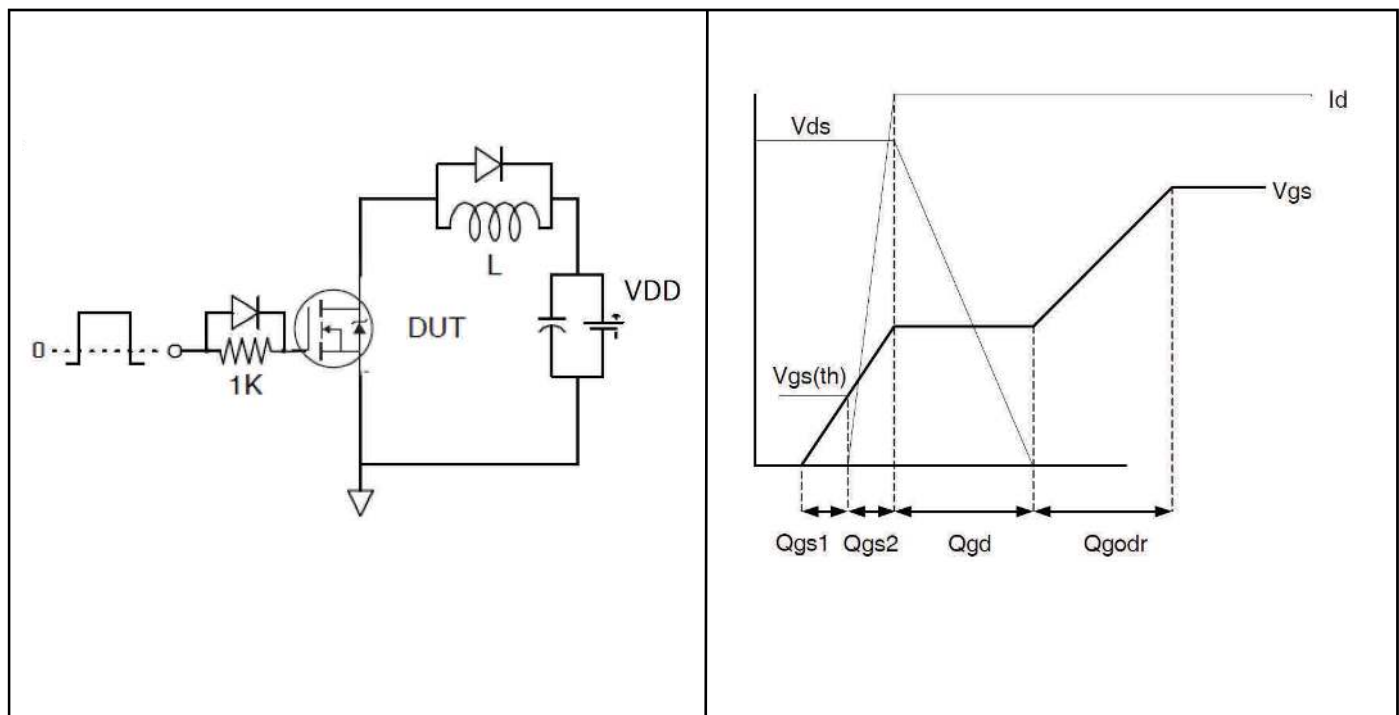 L
VDD
DUT
0
1K
Id
Vds
Vgs
Vgs(th)
Qgs1 Qgs2 Qgd Qgodr